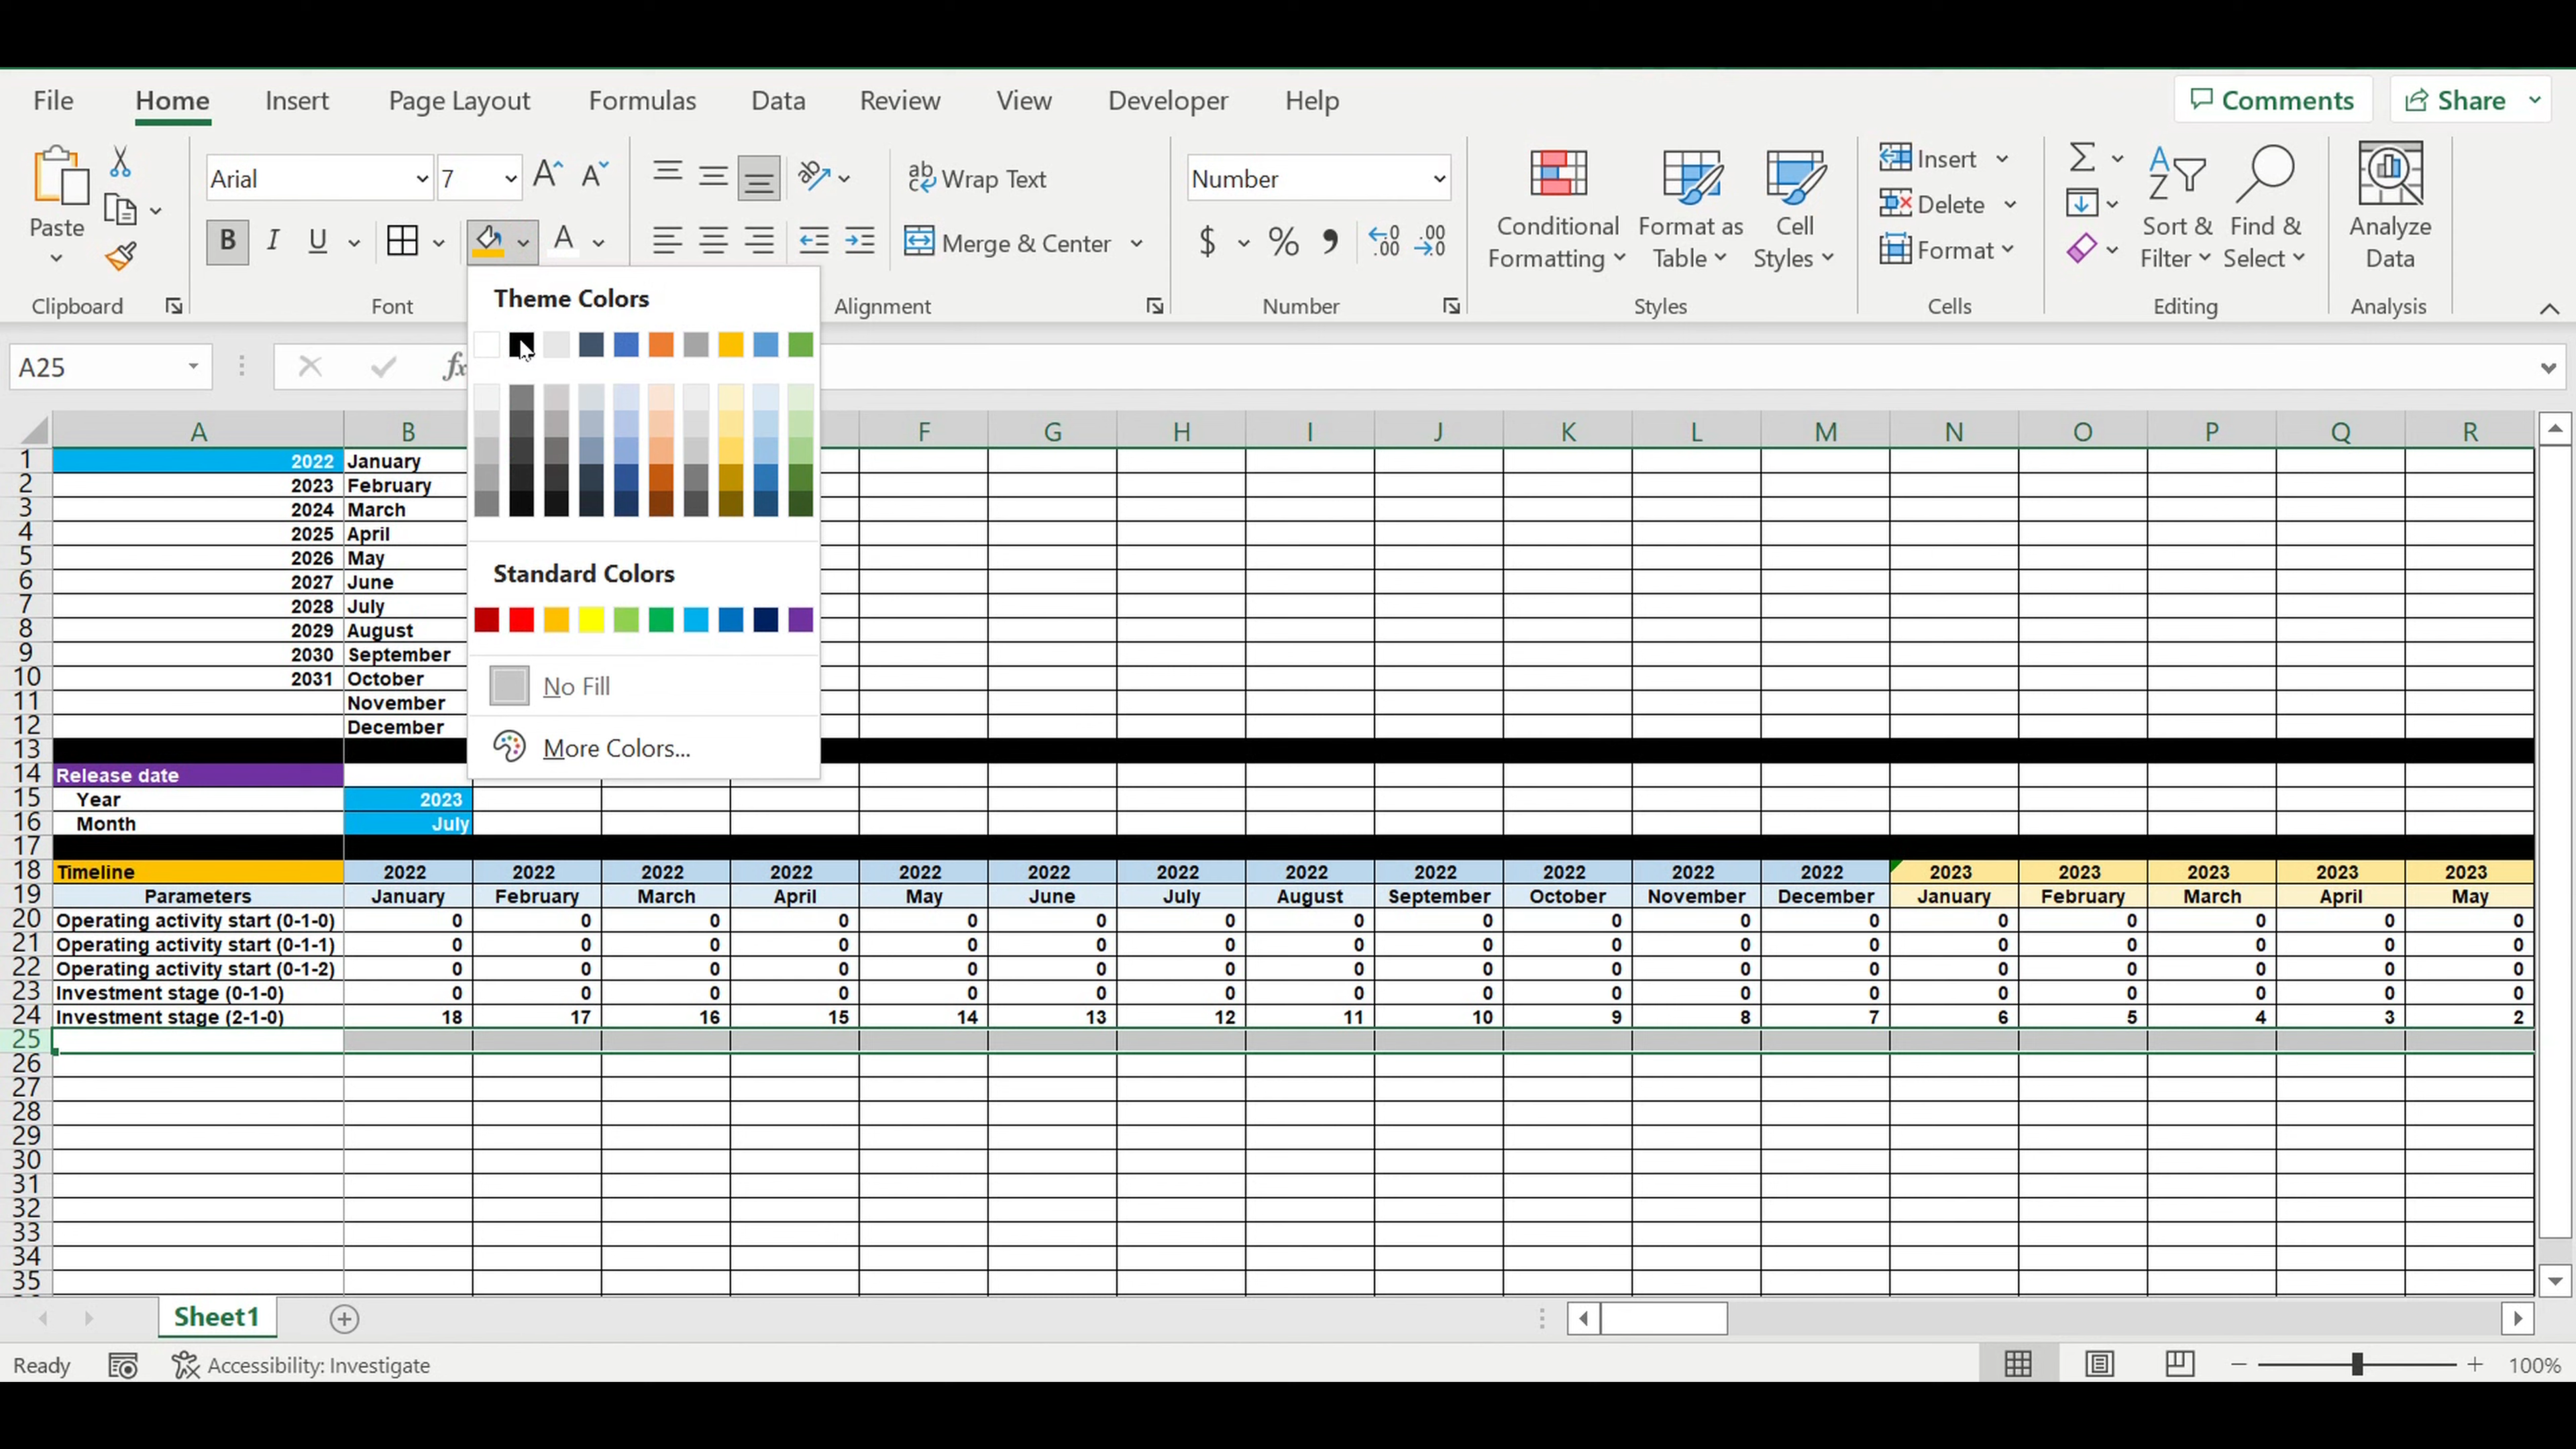 File Home Insert Page Layout Formulas Data Review View Developer Help Comments Share
Arial 7 Wrap Text Number
Paste B I U Merge & Center $ % Conditional Formatting Format as Table Cell Styles Insert Delete Format Sort & Filter Find & Select Analyze Data
Clipboard Font Alignment Number Styles Cells Editing Analysis
Theme Colors
Standard Colors
No Fill
More Colors...
A25 fx
A B F G H I J K L M N O P Q R
1 2022 January
2 2023 February
3 2024 March
4 2025 April
5 2026 May
6 2027 June
7 2028 July
8 2029 August
9 2030 September
10 2031 October
11 November
12 December
13
14 Release date
15 Year 2023
16 Month July
17
18 Timeline 2022 2022 2022 2022 2022 2022 2022 2022 2022 2022 2022 2022 2023 2023 2023 2023 2023
19 Parameters January February March April May June July August September October November December January February March April May
20 Operating activity start (0-1-0) 0 0 0 0 0 0 0 0 0 0 0 0 0 0 0 0 0
21 Operating activity start (0-1-1) 0 0 0 0 0 0 0 0 0 0 0 0 0 0 0 0 0
22 Operating activity start (0-1-2) 0 0 0 0 0 0 0 0 0 0 0 0 0 0 0 0 0
23 Investment stage (0-1-0) 0 0 0 0 0 0 0 0 0 0 0 0 0 0 0 0 0
24 Investment stage (2-1-0) 18 17 16 15 14 13 12 11 10 9 8 7 6 5 4 3 2
25
26
27
28
29
30
31
32
33
34
35
Sheet1
Ready Accessibility: Investigate 100%